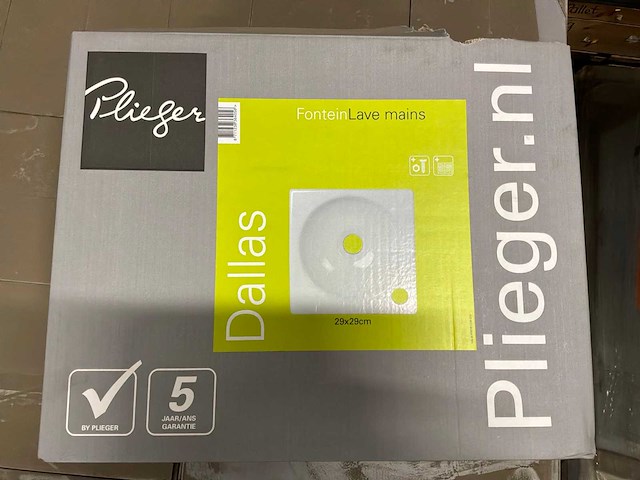 Plieger
FonteinLave mains
Dallas
29x29cm
Plieger.nl
BY PLIEGER
5
JAAR/ANS
GARANTIE